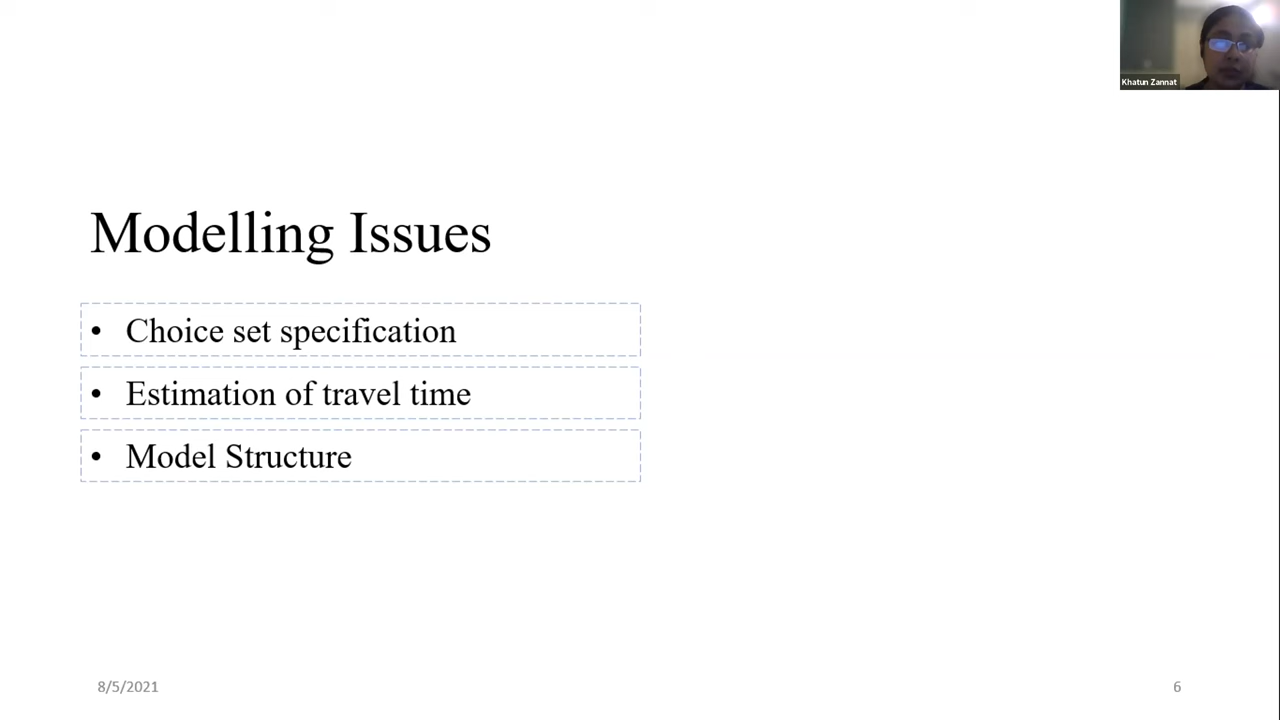 Khatun Zannat
Modelling Issues
• Choice set specification
• Estimation of travel time
• Model Structure
8/5/2021
6